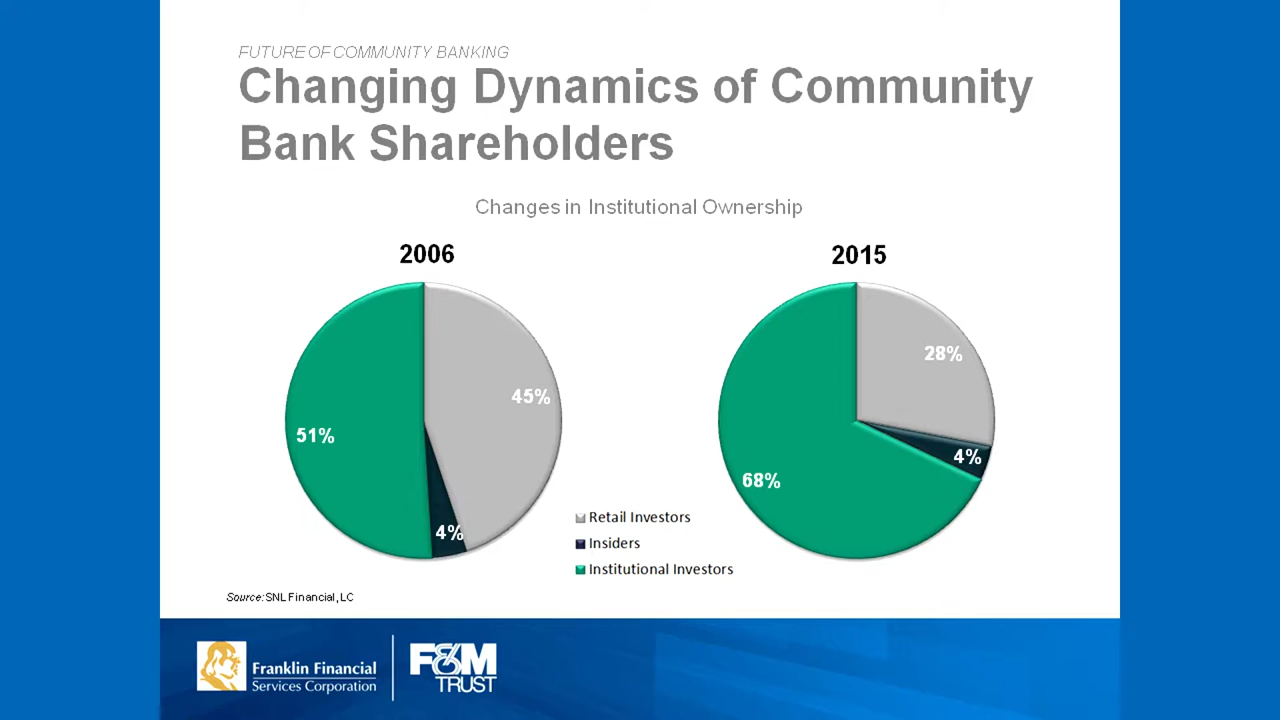 FUTURE OF COMMUNITY BANKING
Changing Dynamics of Community
Bank Shareholders
Changes in Institutional Ownership
2006
2015
45%
51%
4%
28%
4%
68%
Retail Investors
Insiders
Institutional Investors
Source: SNL Financial, LC
Franklin Financial
Services Corporation
F&M
TRUST